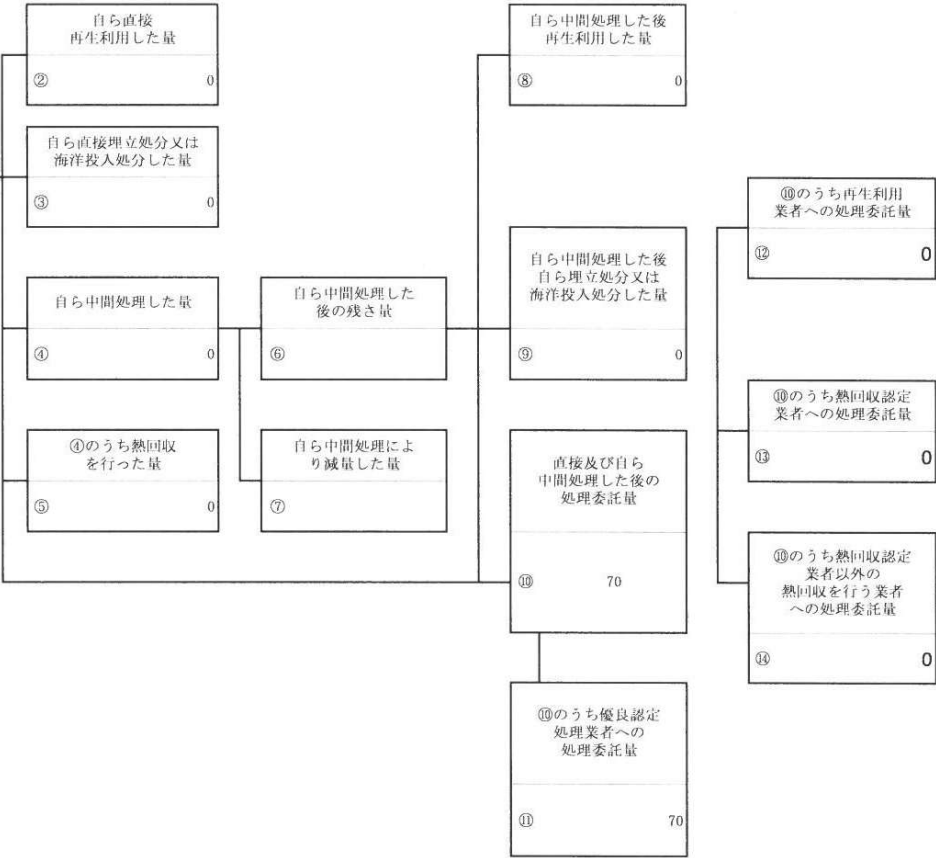 自ら直接
再生利用した量
② 0
自ら直接埋立処分又は
海洋投入処分した量
③ 0
自ら中間処理した量
④ 0
④のうち熱回収
を行った量
⑤ 0
自ら中間処理した
後の残さ量
⑥
自ら中間処理によ
り減量した量
⑦
自ら中間処理した後
再生利用した量
⑧ 0
自ら中間処理した後
自ら埋立処分又は
海洋投入処分した量
⑨ 0
直接及び自ら
中間処理した後の
処理委託量
⑩ 70
⑩のうち優良認定
処理業者への
処理委託量
⑪ 70
⑩のうち再生利用
業者への処理委託量
⑫ 0
⑩のうち熱回収認定
業者への処理委託量
⑬ 0
⑩のうち熱回収認定
業者以外の
熱回収を行う業者
への処理委託量
⑭ 0